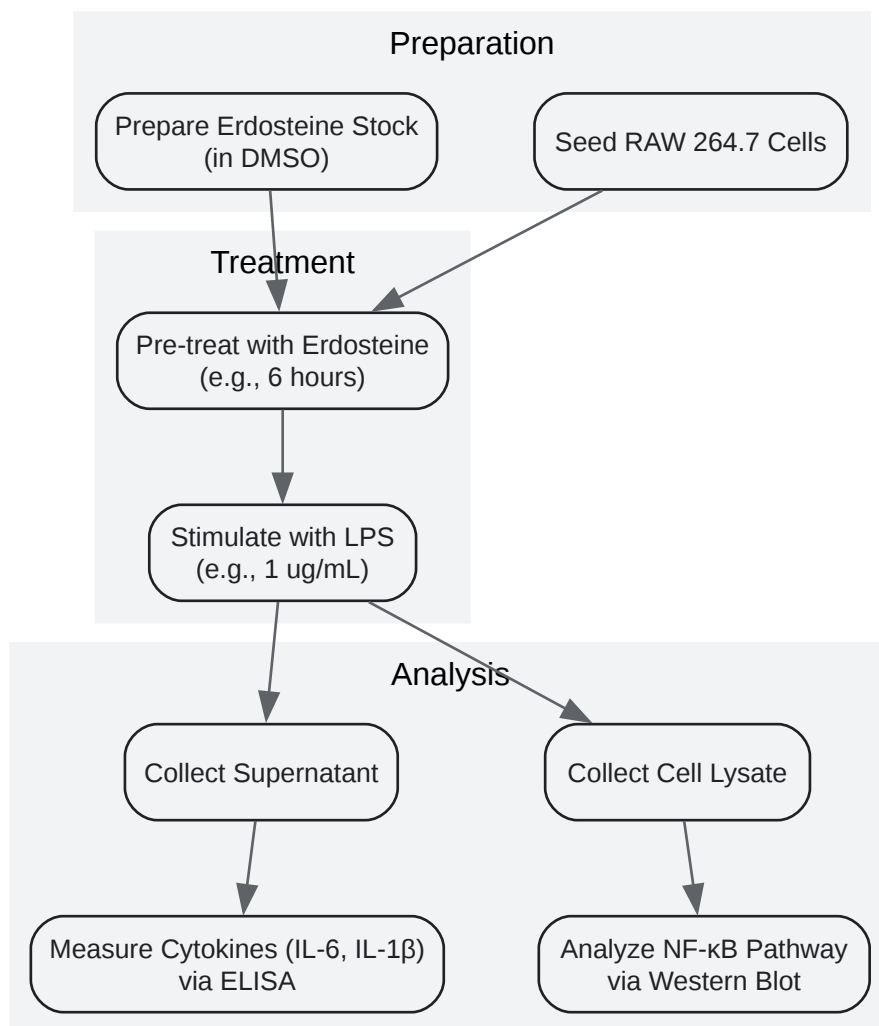 Preparation
Prepare Erdosteine Stock
(in DMSO)
Seed RAW 264.7 Cells
Treatment
Pre-treat with Erdosteine
(e.g., 6 hours)
Stimulate with LPS
(e.g., 1 ug/mL)
Analysis
Collect Supernatant
Collect Cell Lysate
Measure Cytokines (IL-6, IL-1β)
via ELISA
Analyze NF-κB Pathway
via Western Blot